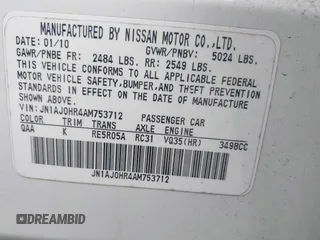 MANUFACTURED BY NISSAN MOTOR CO.,LTD.
DATE: 01/10 GVWR/PNBV: 5024 LBS.
GAWR/PNBE FR: 2484 LBS. RR: 2549 LBS.
THIS VEHICLE CONFORMS TO ALL APPLICABLE FEDERAL
MOTOR VEHICLE SAFETY, BUMPER, AND THEFT PREVENTION
STANDARDS IN EFFECT ON THE DATE OF MANUFACTURE SHOWN
ABOVE.
VIN: JN1AJ0HR4AM753712 PASSENGER CAR
COLOR TRIM TRANS AXLE ENGINE
QAA K RE5R05A RC31 VQ35(HR) 3498CC
JN1AJ0HR4AM753712
AutoBidMaster